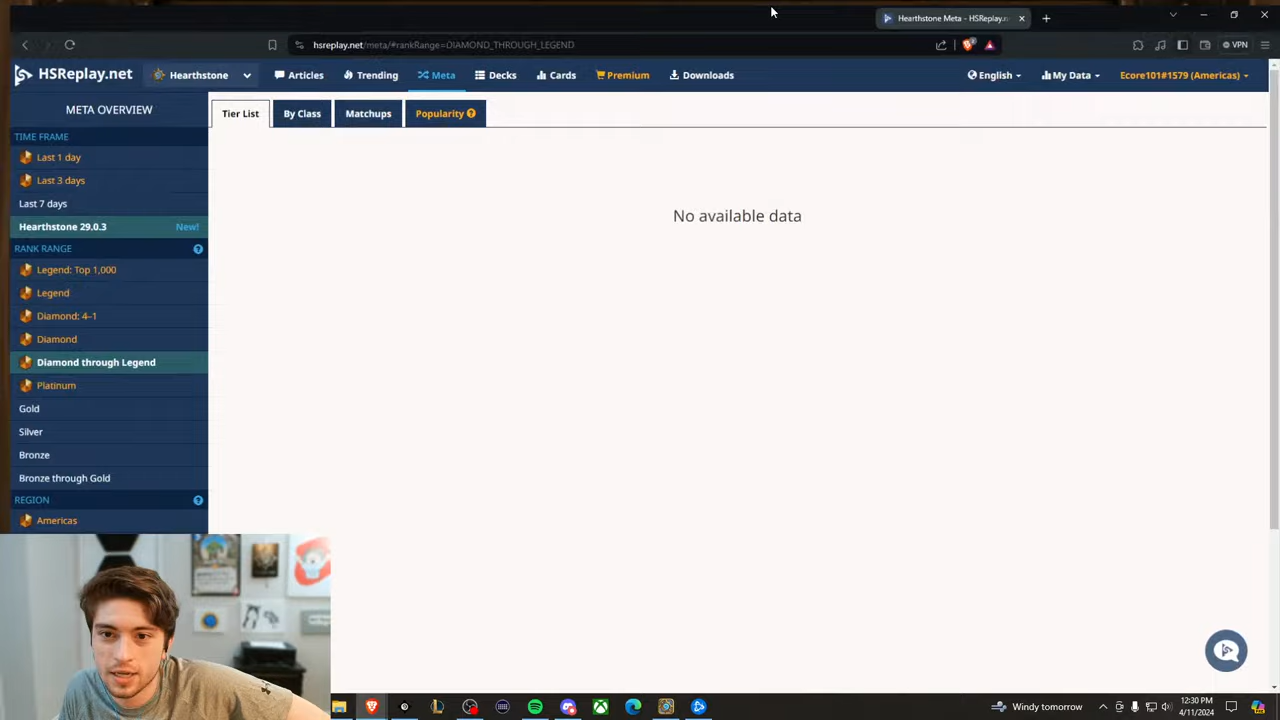 Hearthstone Meta - HSReplay.n
hsreplay.net/meta/#rankRange=DIAMOND_THROUGH_LEGEND
VPN
HSReplay.net
Hearthstone
Articles
Trending
Meta
Decks
Cards
Premium
Downloads
English
My Data
Ecore101#1579 (Americas)
META OVERVIEW
Tier List
By Class
Matchups
Popularity ?
TIME FRAME
Last 1 day
Last 3 days
Last 7 days
Hearthstone 29.0.3 New!
RANK RANGE ?
Legend: Top 1,000
Legend
Diamond: 4–1
Diamond
Diamond through Legend
Platinum
Gold
Silver
Bronze
Bronze through Gold
REGION ?
Americas
No available data
Windy tomorrow
12:30 PM
4/11/2024